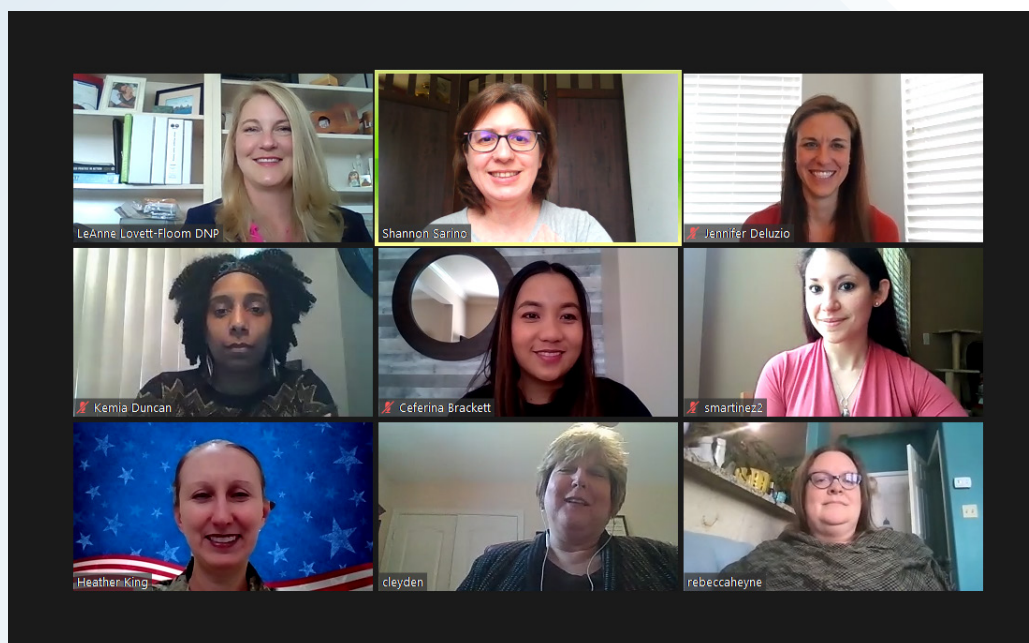 LeAnne Lovett-Floom DNP
Shannon Sarino
Jennifer Deluzio
Kemia Duncan
Ceferina Brackett
smartinez2
Heather King
cleyden
rebeccaheyne